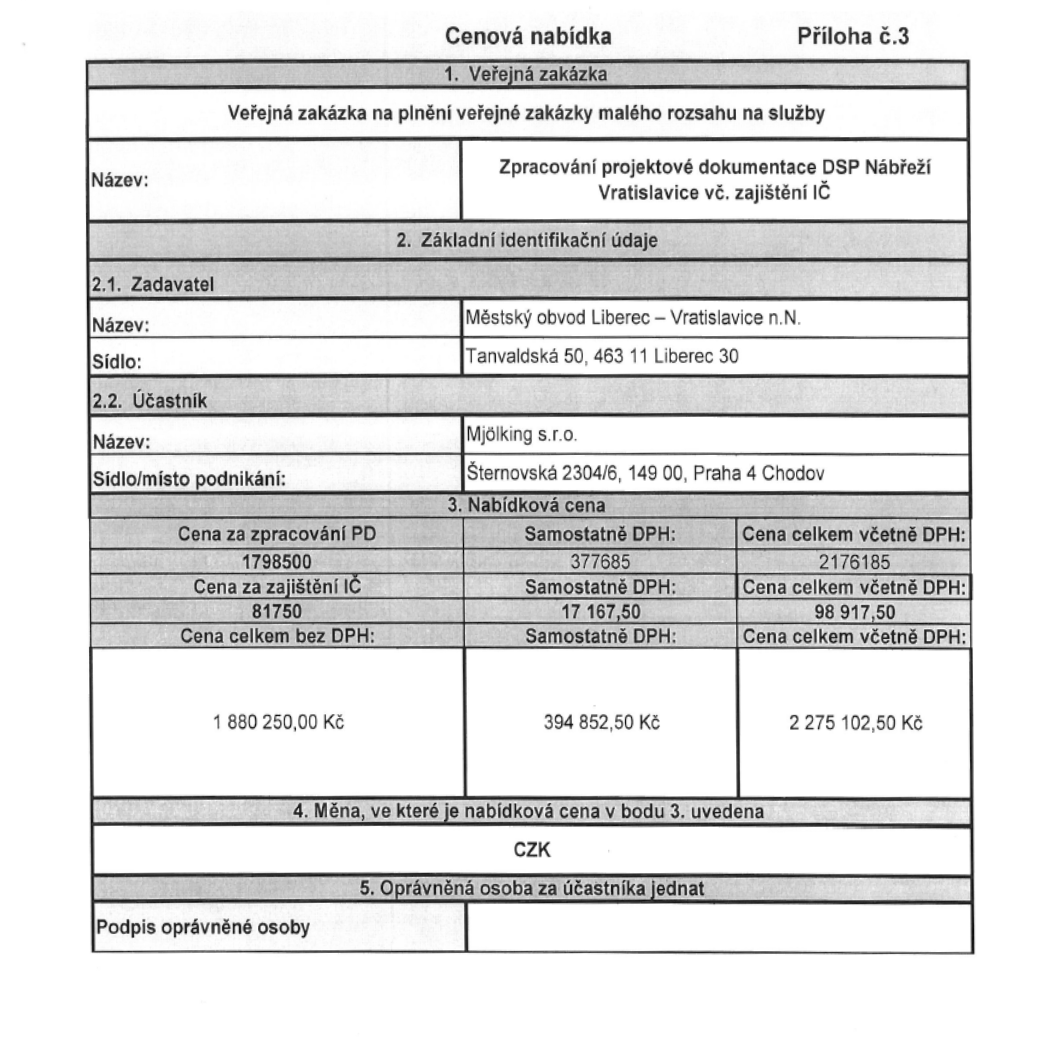 Cenová nabídka Příloha č.3
1. Veřejná zakázka
Veřejná zakázka na plnění veřejné zakázky malého rozsahu na služby
Název:
Zpracování projektové dokumentace DSP Nábřeží
Vratislavice vč. zajištění IČ
2. Základní identifikační údaje
2.1. Zadavatel
Název: Městský obvod Liberec – Vratislavice n.N.
Sídlo: Tanvaldská 50, 463 11 Liberec 30
2.2. Účastník
Název: Mjölking s.r.o.
Sídlo/místo podnikání: Šternovská 2304/6, 149 00, Praha 4 Chodov
3. Nabídková cena
Cena za zpracování PD Samostatně DPH: Cena celkem včetně DPH:
1798500 377685 2176185
Cena za zajištění IČ Samostatně DPH: Cena celkem včetně DPH:
81750 17 167,50 98 917,50
Cena celkem bez DPH: Samostatně DPH: Cena celkem včetně DPH:
1 880 250,00 Kč 394 852,50 Kč 2 275 102,50 Kč
4. Měna, ve které je nabídková cena v bodu 3. uvedena
CZK
5. Oprávněná osoba za účastníka jednat
Podpis oprávněné osoby